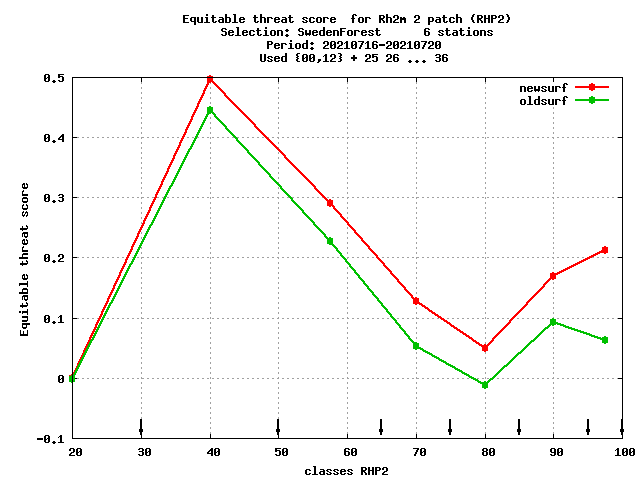 Equitable threat score  for Rh2m 2 patch (RHP2)
Selection: SwedenForest      6 stations
Period: 20210716-20210720
Used {00,12} + 25 26 ... 36
newsurf
oldsurf
0.5
0.4
0.3
0.2
0.1
0
-0.1
Equitable threat score
20 30 40 50 60 70 80 90 100
classes RHP2